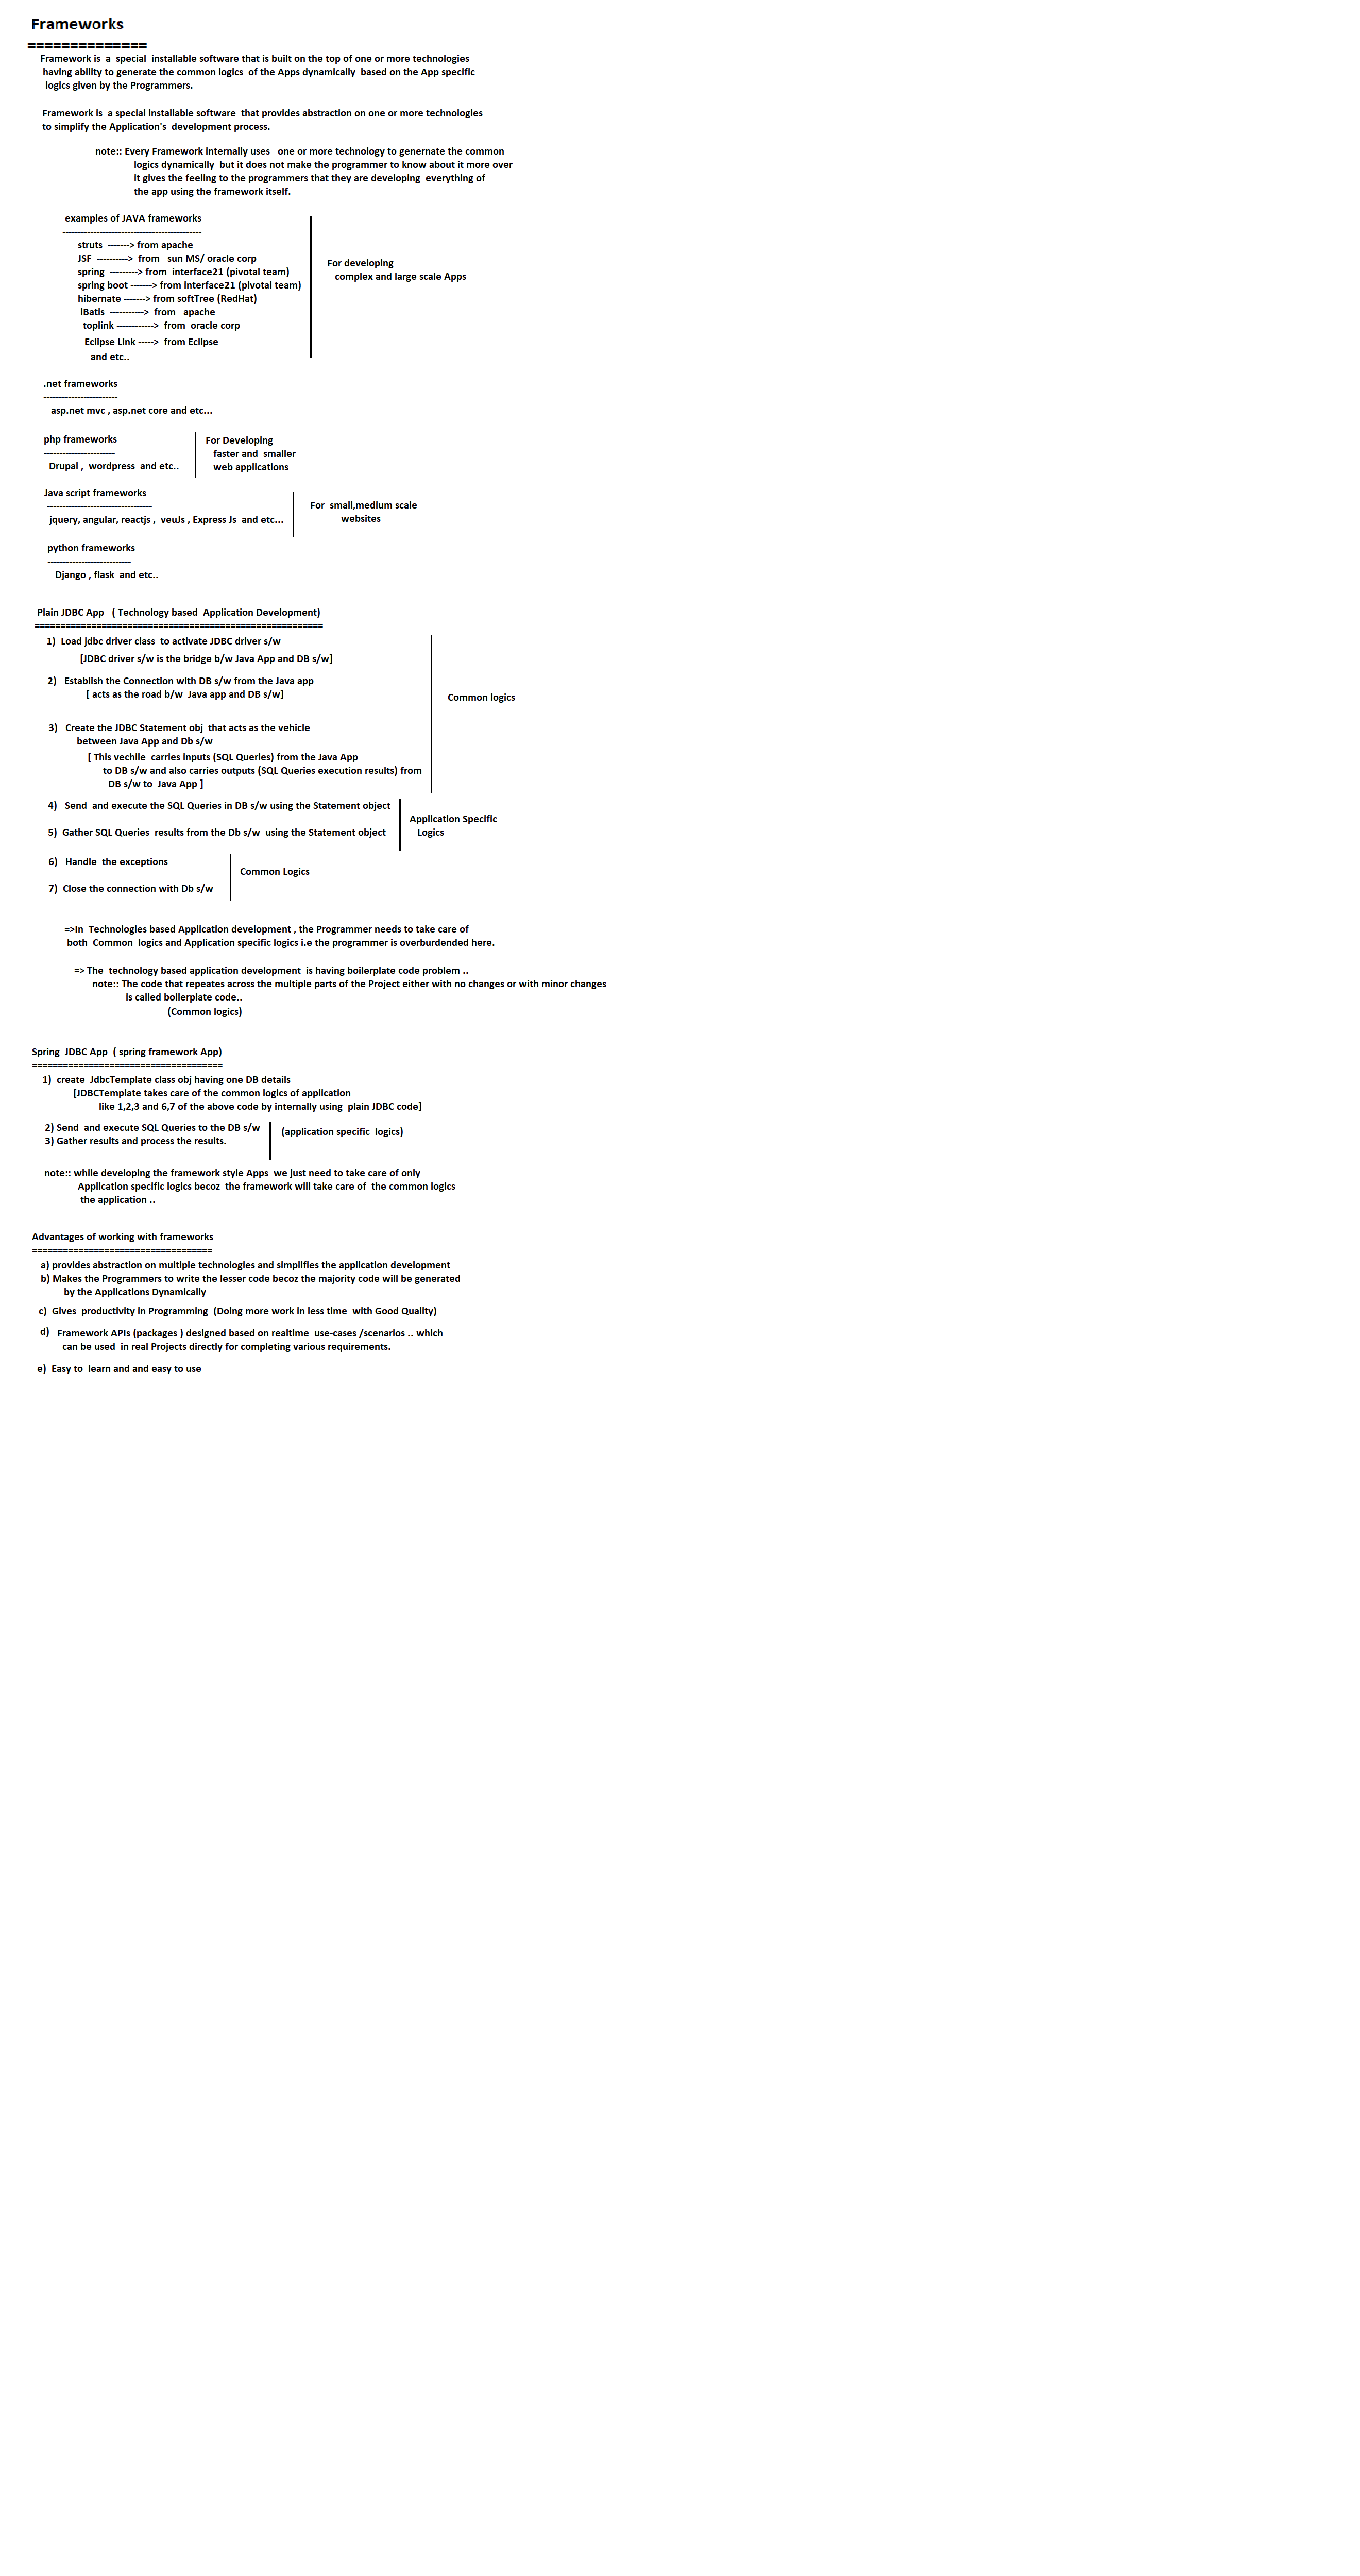 Frameworks
==============
Framework is a special installable software that is built on the top of one or more technologies
having ability to generate the common logics of the Apps dynamically based on the App specific
logics given by the Programmers.
Framework is a special installable software that provides abstraction on one or more technologies
to simplify the Application's development process.
note:: Every Framework internally uses one or more technology to gernernate the common
logics dynamically but it does not make the programmer to know about it more over
it gives the feeling to the programmers that they are developing everything of
the app using the framework itself.
examples of JAVA frameworks
---------------------------------------------
struts -------> from apache
JSF ----------> from sun MS/ oracle corp
spring ---------> from interface21 (pivotal team)
spring boot -------> from interface21 (pivotal team)
hibernate -------> from softTree (RedHat)
iBatis -----------> from apache
toplink ------------> from oracle corp
Eclipse Link -----> from Eclipse
and etc..
For developing
complex and large scale Apps
.net frameworks
------------------------
asp.net mvc , asp.net core and etc...
php frameworks
-----------------------
Drupal , wordpress and etc..
For Developing
faster and smaller
web applications
Java script frameworks
----------------------------------
jquery, angular, reactjs , veuJs , Express Js and etc...
For small,medium scale
websites
python frameworks
---------------------------
Django , flask and etc..
Plain JDBC App ( Technology based Application Development)
========================================================
1) Load jdbc driver class to activate JDBC driver s/w
[JDBC driver s/w is the bridge b/w Java App and DB s/w]
2) Establish the Connection with DB s/w from the Java app
[ acts as the road b/w Java app and DB s/w]
3) Create the JDBC Statement obj that acts as the vehicle
between Java App and Db s/w
[ This vechile carries inputs (SQL Queries) from the Java App
to DB s/w and also carries outputs (SQL Queries execution results) from
DB s/w to Java App ]
Common logics
4) Send and execute the SQL Queries in DB s/w using the Statement object
5) Gather SQL Queries results from the Db s/w using the Statement object
Application Specific
Logics
6) Handle the exceptions
7) Close the connection with Db s/w
Common Logics
=>In Technologies based Application development , the Programmer needs to take care of
both Common logics and Application specific logics i.e the programmer is overburdended here.
=> The technology based application development is having boilerplate code problem ..
note:: The code that repeates across the multiple parts of the Project either with no changes or with minor changes
is called boilerplate code..
(Common logics)
Spring JDBC App ( spring framework App)
=====================================
1) create JdbcTemplate class obj having one DB details
[JDBCTemplate takes care of the common logics of application
like 1,2,3 and 6,7 of the above code by internally using plain JDBC code]
2) Send and execute SQL Queries to the DB s/w
3) Gather results and process the results.
(application specific logics)
note:: while developing the framework style Apps we just need to take care of only
Application specific logics becoz the framework will take care of the common logics
the application ..
Advantages of working with frameworks
===================================
a) provides abstraction on multiple technologies and simplifies the application development
b) Makes the Programmers to write the lesser code becoz the majority code will be generated
by the Applications Dynamically
c) Gives productivity in Programming (Doing more work in less time with Good Quality)
d) Framework APIs (packages ) designed based on realtime use-cases /scenarios .. which
can be used in real Projects directly for completing various requirements.
e) Easy to learn and and easy to use